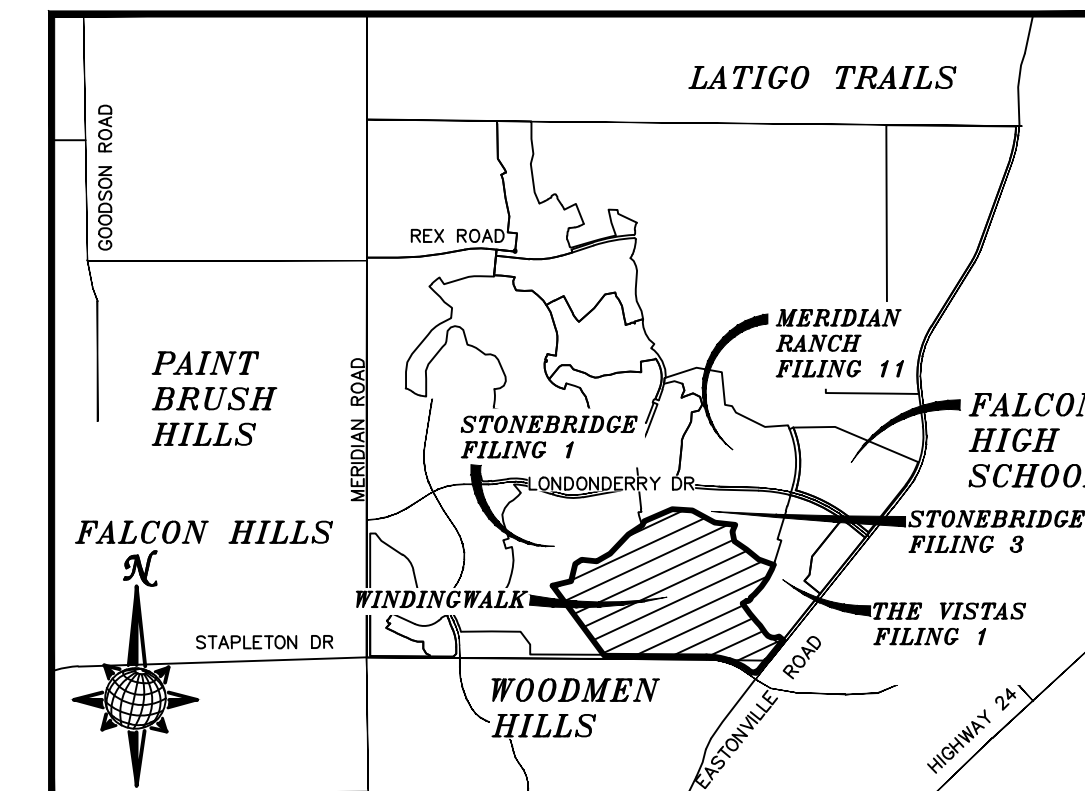 LATIGO TRAILS
GOODSON ROAD
REX ROAD
MERIDIAN
RANCH
FILING 11
PAINT
BRUSH
HILLS
MERIDIAN ROAD
FALCON
HIGH
SCHOO
STONEBRIDGE
FILING 1
LONDONDERRY DR
FALCON HILLS
STONEBRIDGE
FILING 3
N
WINDINGWALK
THE VISTAS
FILING 1
STAPLETON DR
WOODMEN
HILLS
EASTONVILLE ROAD
HIGHWAY 24